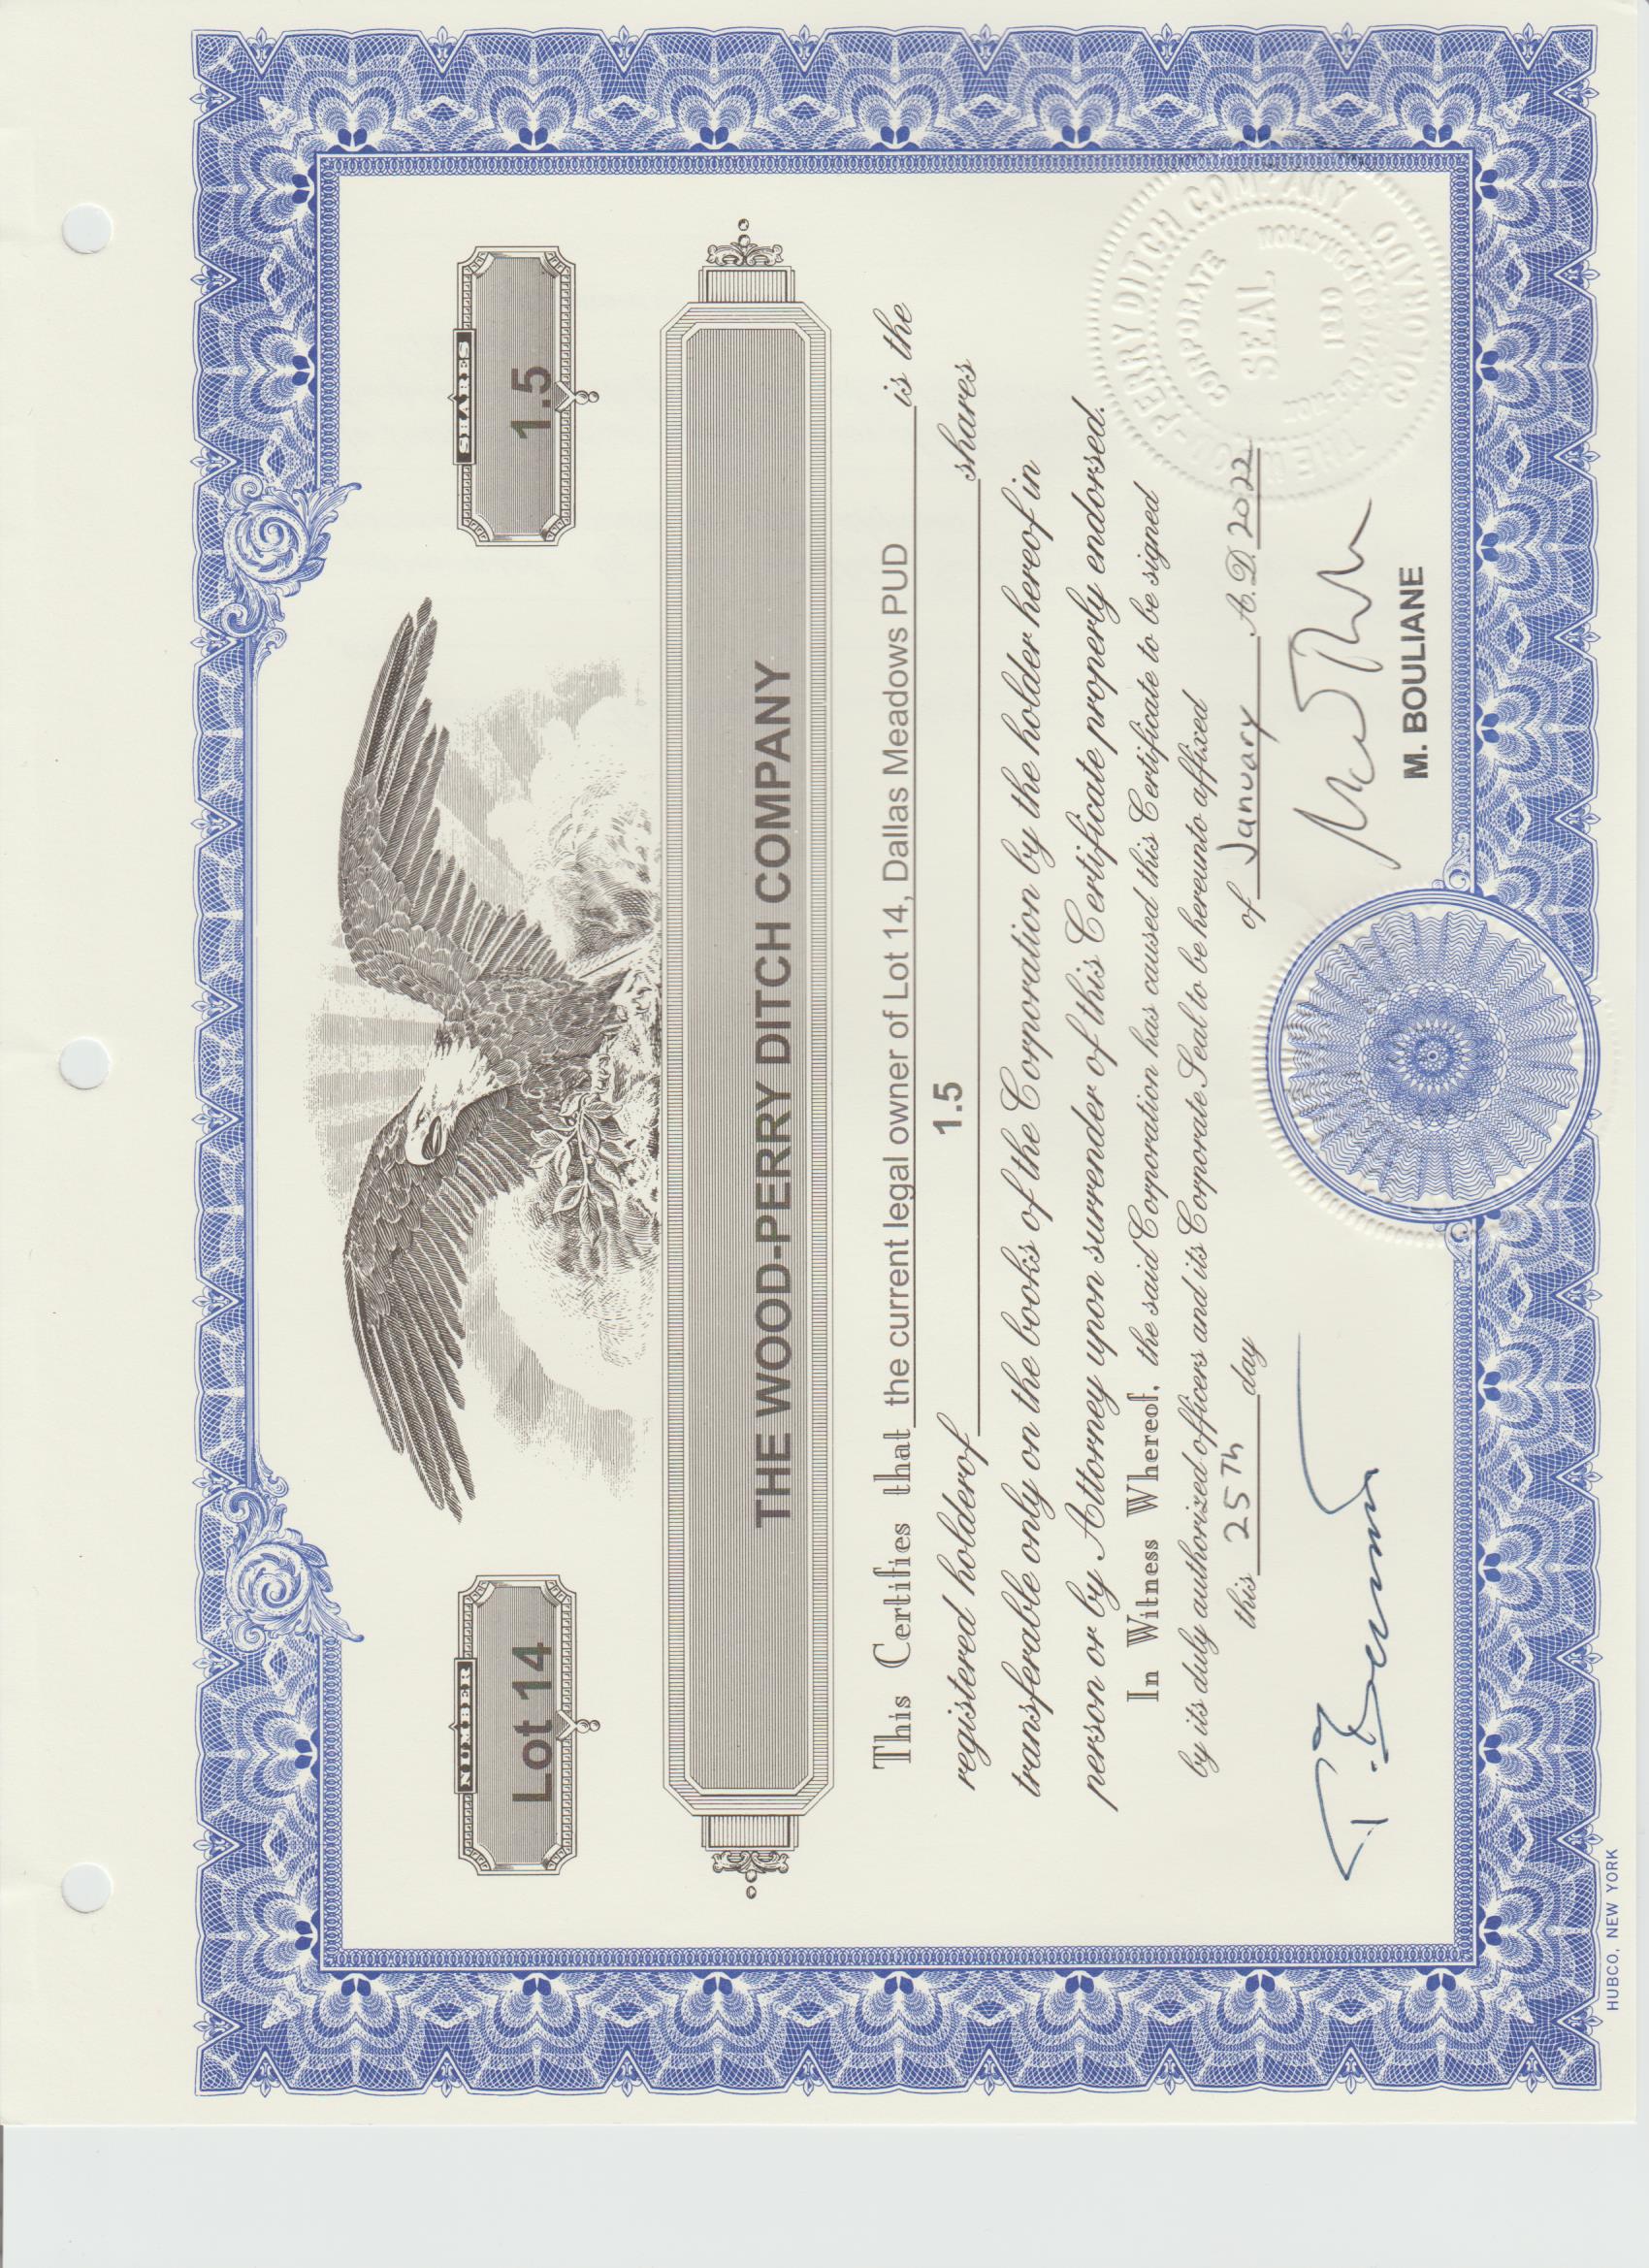 NUMBER
Lot 14
SHARES
1.5
THE WOOD-PERRY DITCH COMPANY
This Certifies that the current legal owner of Lot 14, Dallas Meadows PUD is the
registered holder of 1.5 shares
transferable only on the books of the Corporation by the holder hereof in
person or by Attorney upon surrender of this Certificate properly endorsed.
In Witness Whereof, the said Corporation has caused this Certificate to be signed
by its duly authorized officers and its Corporate Seal to be hereunto affixed
this 25Th day of January A.D. 2022
M. BOULIANE
PERRY DITCH COMPANY
COLORADO
CORPORATE
SEAL
HUBCO, NEW YORK